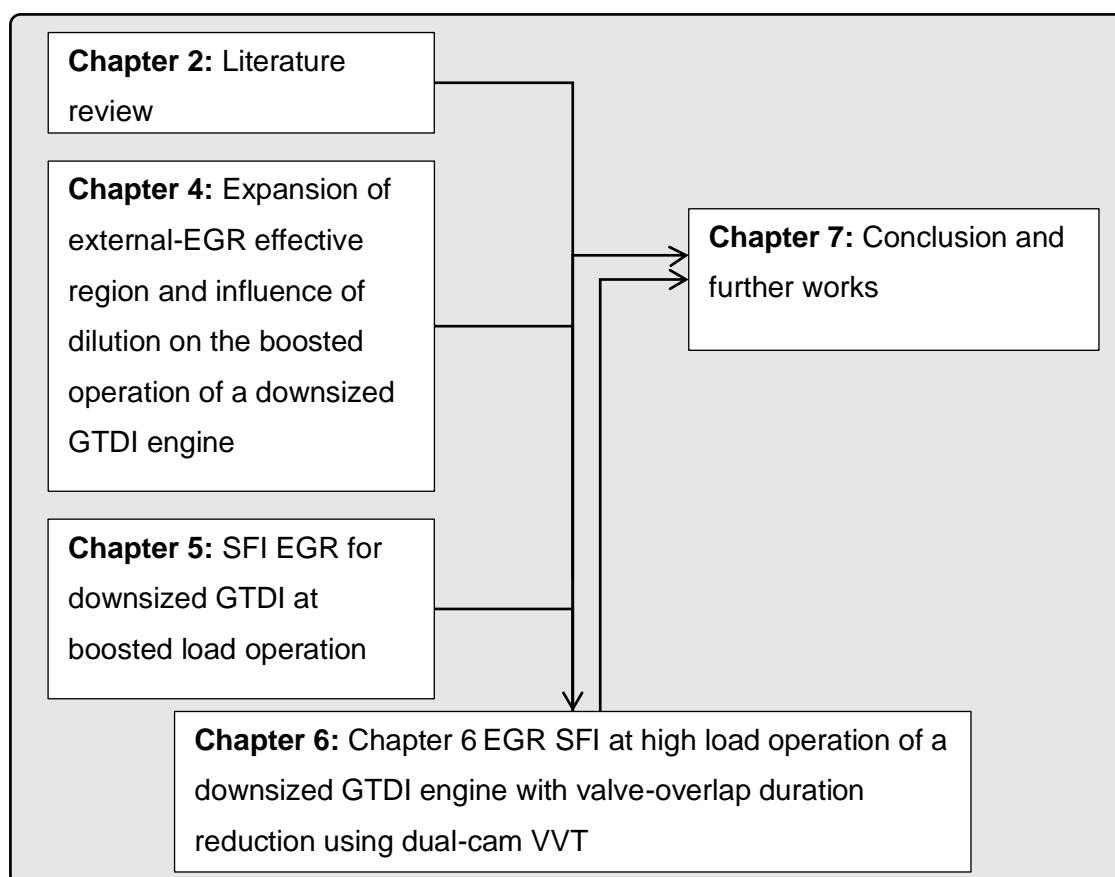 Chapter 2: Literature
review
Chapter 4: Expansion of
external-EGR effective
region and influence of
dilution on the boosted
operation of a downsized
GTDI engine
Chapter 5: SFI EGR for
downsized GTDI at
boosted load operation
Chapter 7: Conclusion and
further works
Chapter 6: Chapter 6 EGR SFI at high load operation of a
downsized GTDI engine with valve-overlap duration
reduction using dual-cam VVT